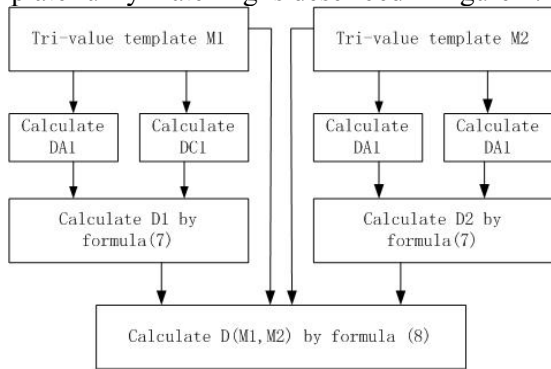 Tri-value template M1
Tri-value template M2
Calculate
DA1
Calculate
DC1
Calculate
DA1
Calculate
DA1
Calculate D1 by
formula(7)
Calculate D2 by
formula(7)
Calculate D(M1,M2) by formula (8)